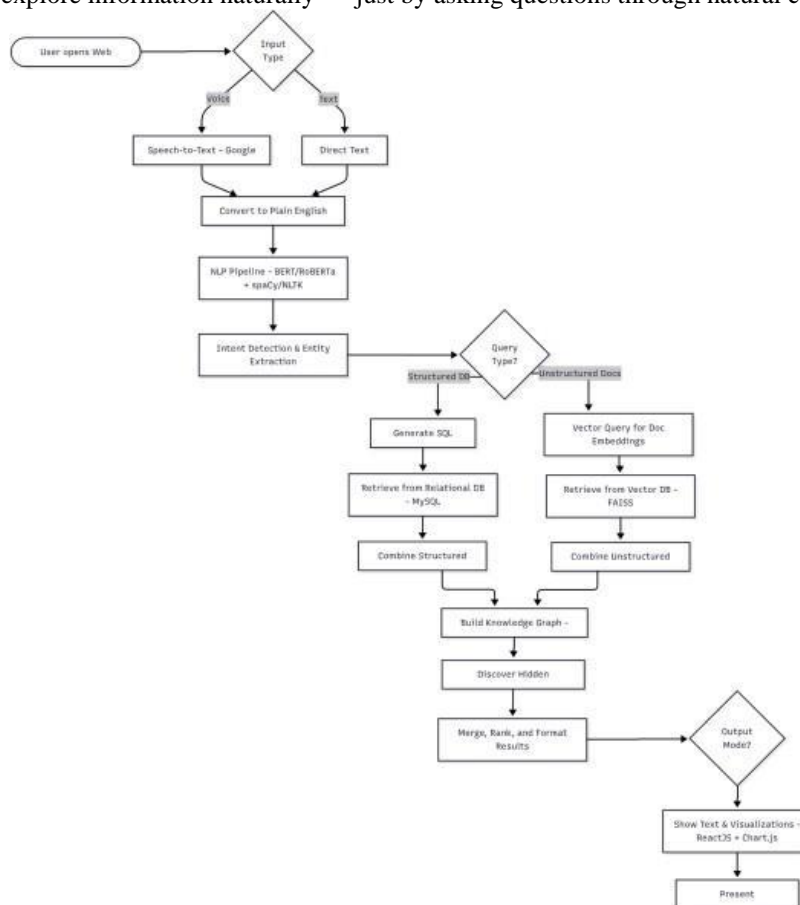 explore information naturally — just by asking questions through natural c
User opens Web
Input
Type
Voice
Text
Speech-to-Text - Google
Direct Text
Convert to Plain English
NLP Pipeline - BERT/RoBERTa
+ spaCy/NLTK
Intent Detection & Entity
Extraction
Query
Type?
Structured DB
Unstructured Docs
Generate SQL
Vector Query for Doc
Embeddings
Retrieve from Relational DB
- MySQL
Retrieve from Vector DB -
FAISS
Combine Structured
Combine Unstructured
Build Knowledge Graph -
Discover Hidden
Merge, Rank, and Format
Results
Output
Mode?
Show Text & Visualizations -
ReactJS + Chart.js
Present